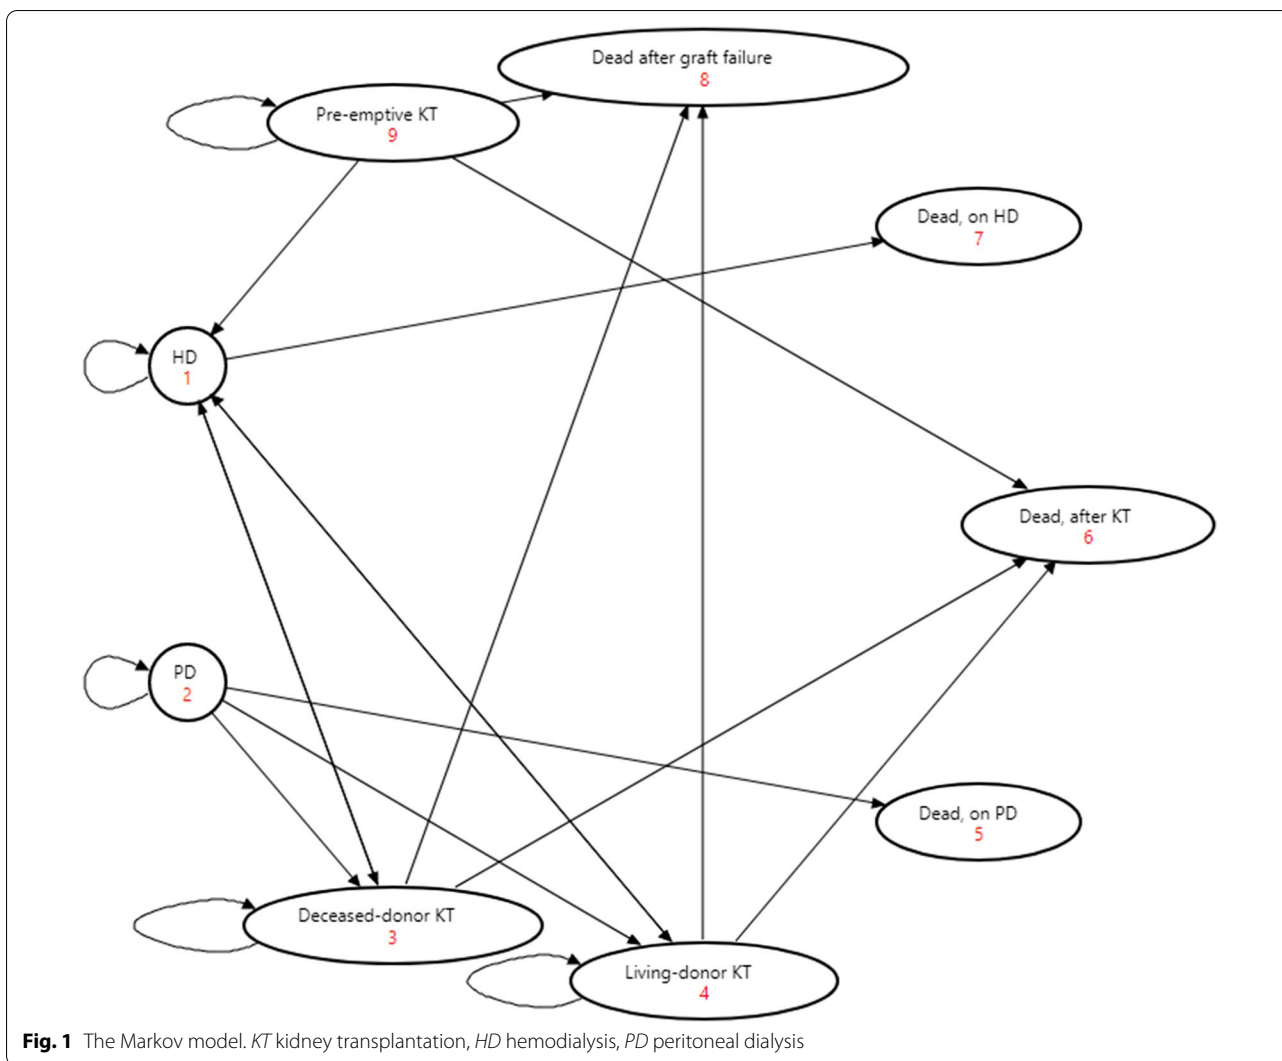 Dead after graft failure
8
Pre-emptive KT
9
Dead, on HD
7
HD
1
Dead, after KT
6
PD
2
Dead, on PD
5
Deceased-donor KT
3
Living-donor KT
4
Fig. 1 The Markov model. KT kidney transplantation, HD hemodialysis, PD peritoneal dialysis